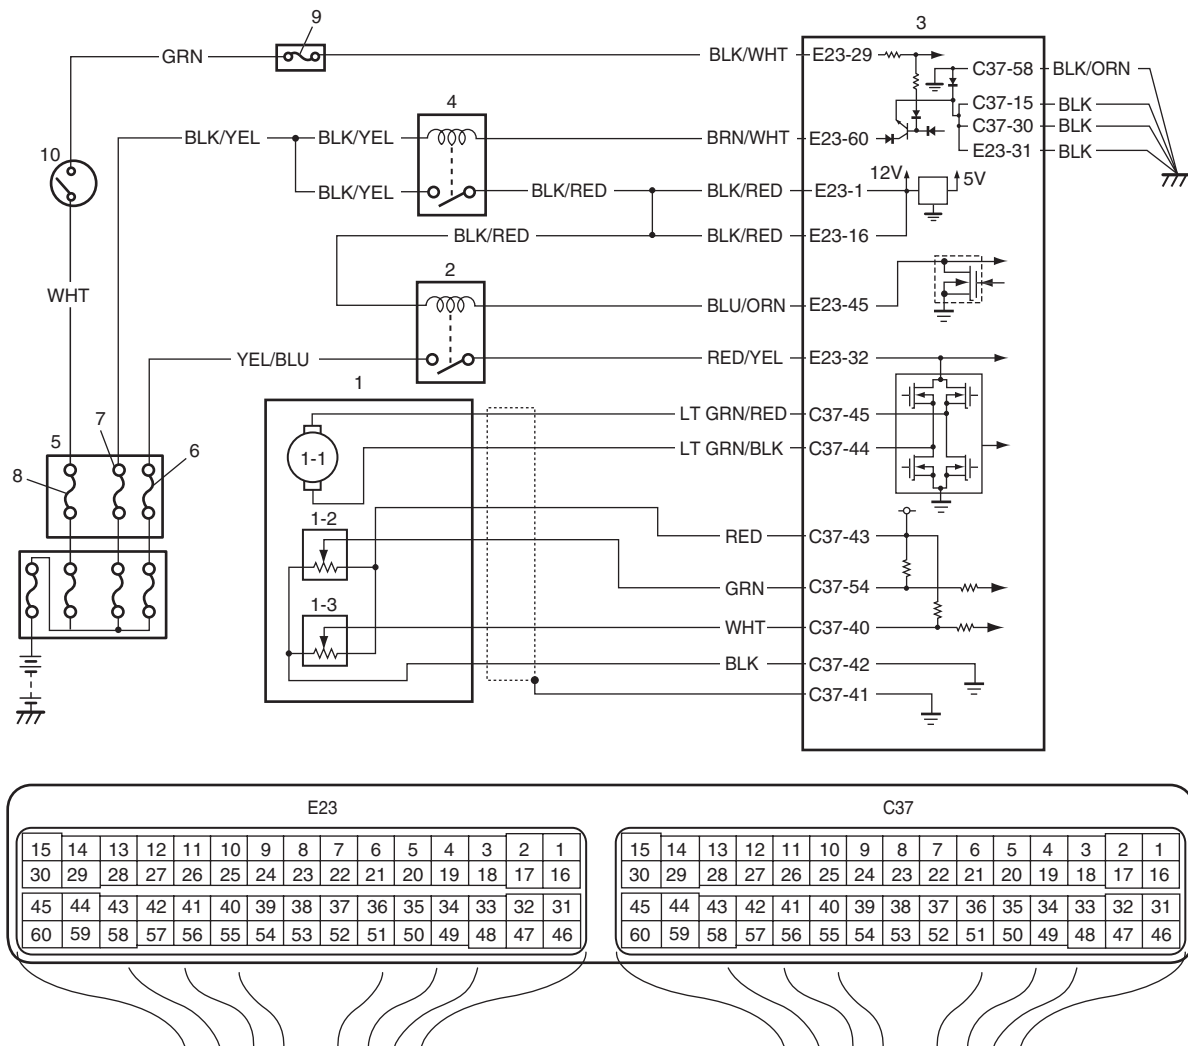 9
3
GRN
BLK/WHT
E23-29
C37-58
BLK/ORN
4
C37-15
BLK
BLK/YEL
BLK/YEL
BRN/WHT
E23-60
C37-30
BLK
10
E23-31
BLK
12V
5V
BLK/YEL
BLK/RED
BLK/RED
E23-1
BLK/RED
BLK/RED
E23-16
2
WHT
BLU/ORN
E23-45
YEL/BLU
RED/YEL
E23-32
1
LT GRN/RED
C37-45
7
5
6
1-1
LT GRN/BLK
C37-44
8
1-2
RED
C37-43
GRN
C37-54
1-3
WHT
C37-40
BLK
C37-42
C37-41
E23
C37
15 14 13 12 11 10 9 8 7 6 5 4 3 2 1
30 29 28 27 26 25 24 23 22 21 20 19 18 17 16
45 44 43 42 41 40 39 38 37 36 35 34 33 32 31
60 59 58 57 56 55 54 53 52 51 50 49 48 47 46
15 14 13 12 11 10 9 8 7 6 5 4 3 2 1
30 29 28 27 26 25 24 23 22 21 20 19 18 17 16
45 44 43 42 41 40 39 38 37 36 35 34 33 32 31
60 59 58 57 56 55 54 53 52 51 50 49 48 47 46